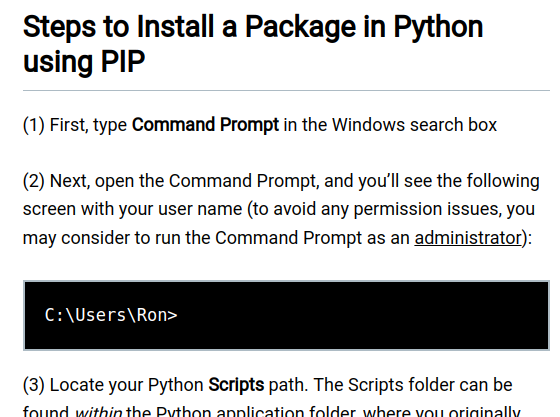 Steps to Install a Package in Python
using PIP
(1) First, type Command Prompt in the Windows search box
(2) Next, open the Command Prompt, and you’ll see the following
screen with your user name (to avoid any permission issues, you
may consider to run the Command Prompt as an administrator):
C:\Users\Ron>
(3) Locate your Python Scripts path. The Scripts folder can be
found within the Python application folder, where you originally